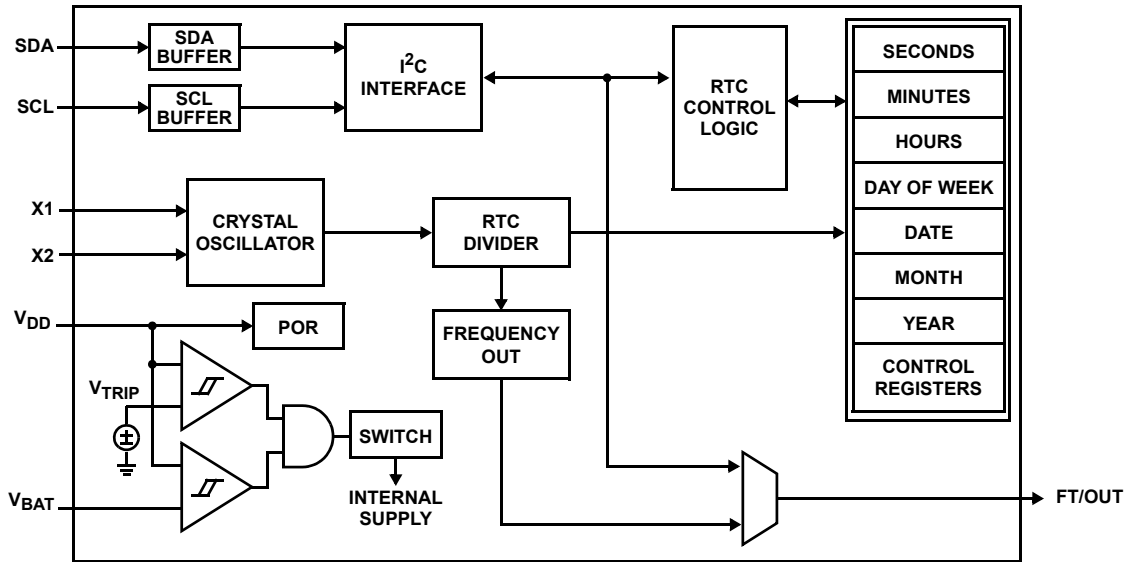 SDA
SDA
BUFFER
I²C
INTERFACE
SCL
SCL
BUFFER
RTC
CONTROL
LOGIC
SECONDS
MINUTES
HOURS
DAY OF WEEK
DATE
MONTH
YEAR
CONTROL
REGISTERS
X1
X2
CRYSTAL
OSCILLATOR
RTC
DIVIDER
VDD
POR
FREQUENCY
OUT
VTRIP
SWITCH
INTERNAL
SUPPLY
VBAT
FT/OUT